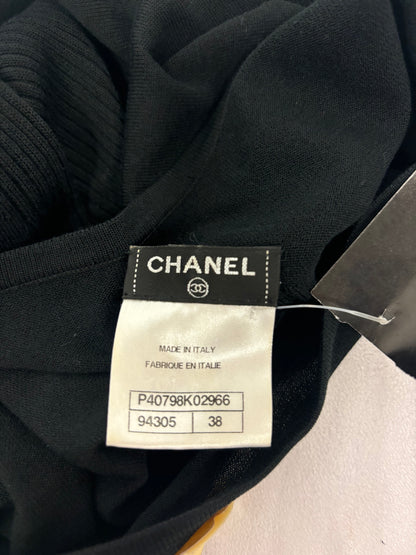 CHANEL
MADE IN ITALY
FABRIQUE EN ITALIE
P40798K02966
94305 38